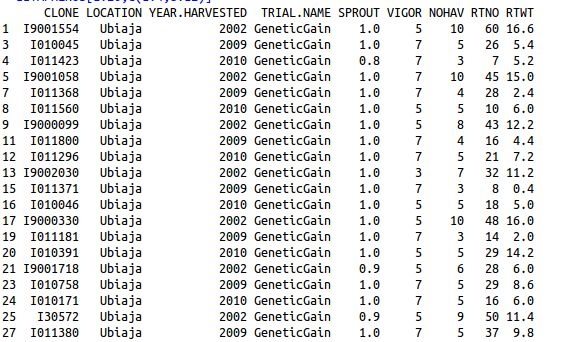 CLONE LOCATION YEAR.HARVESTED TRIAL.NAME SPROUT VIGOR NOHAV RTNO RTWT
1 I9001554 Ubiaja 2002 GeneticGain 1.0 5 10 60 16.6
3 I010045 Ubiaja 2009 GeneticGain 1.0 7 5 26 5.4
4 I011423 Ubiaja 2010 GeneticGain 0.8 7 3 7 5.2
5 I9001058 Ubiaja 2002 GeneticGain 1.0 7 10 45 15.0
7 I011368 Ubiaja 2009 GeneticGain 1.0 7 4 28 2.4
8 I011560 Ubiaja 2010 GeneticGain 1.0 5 5 10 6.0
9 I9000099 Ubiaja 2002 GeneticGain 1.0 5 8 43 12.2
11 I011800 Ubiaja 2009 GeneticGain 1.0 7 4 16 4.4
12 I011296 Ubiaja 2010 GeneticGain 1.0 7 5 21 7.2
13 I9002030 Ubiaja 2002 GeneticGain 1.0 3 7 32 11.2
15 I011371 Ubiaja 2009 GeneticGain 1.0 7 3 8 0.4
16 I010046 Ubiaja 2010 GeneticGain 1.0 5 5 18 5.0
17 I9000330 Ubiaja 2002 GeneticGain 1.0 5 10 48 16.0
19 I011181 Ubiaja 2009 GeneticGain 1.0 7 3 14 2.0
20 I010391 Ubiaja 2010 GeneticGain 1.0 5 5 29 14.2
21 I9001718 Ubiaja 2002 GeneticGain 0.9 5 6 28 6.0
23 I010758 Ubiaja 2009 GeneticGain 1.0 7 5 29 8.6
24 I010171 Ubiaja 2010 GeneticGain 1.0 7 5 16 6.0
25 I30572 Ubiaja 2002 GeneticGain 0.9 5 9 50 11.4
27 I011380 Ubiaja 2009 GeneticGain 1.0 7 5 37 9.8